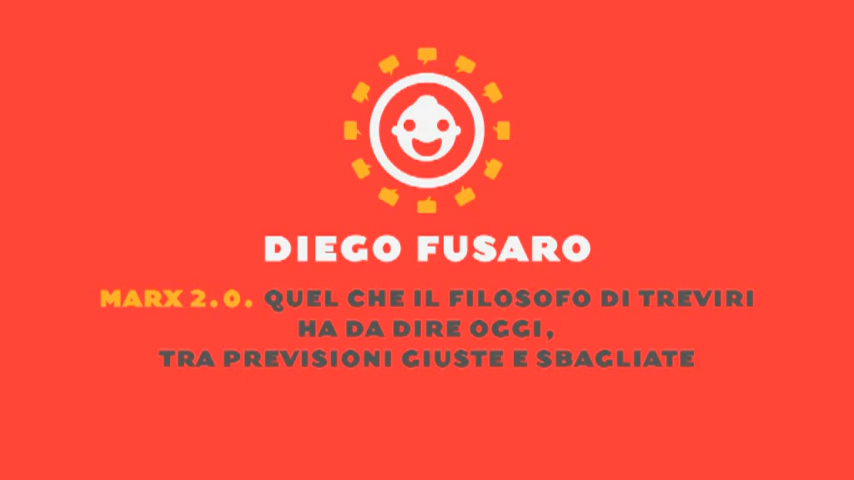 DIEGO FUSARO
MARX 2.0. QUEL CHE IL FILOSOFO DI TREVIRI
HA DA DIRE OGGI,
TRA PREVISIONI GIUSTE E SBAGLIATE